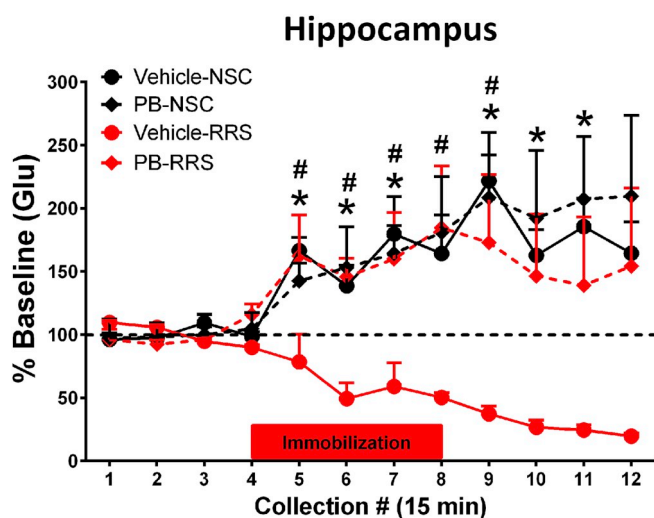 Hippocampus
% Baseline (Glu)
300
250
200
150
100
50
0
Vehicle-NSC
PB-NSC
Vehicle-RRS
PB-RRS
#
*
#
*
#
*
#
#
*
*
*
Immobilization
1 2 3 4 5 6 7 8 9 10 11 12
Collection # (15 min)